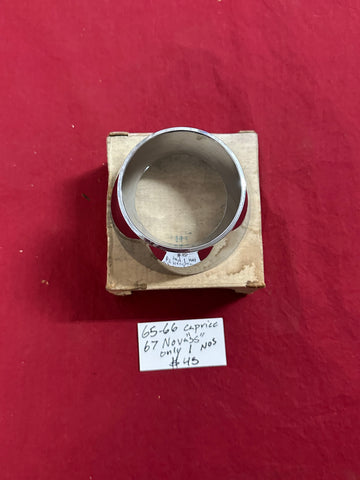 65-66 Caprice
67 Nova "SS"
only 1 NOS
$45